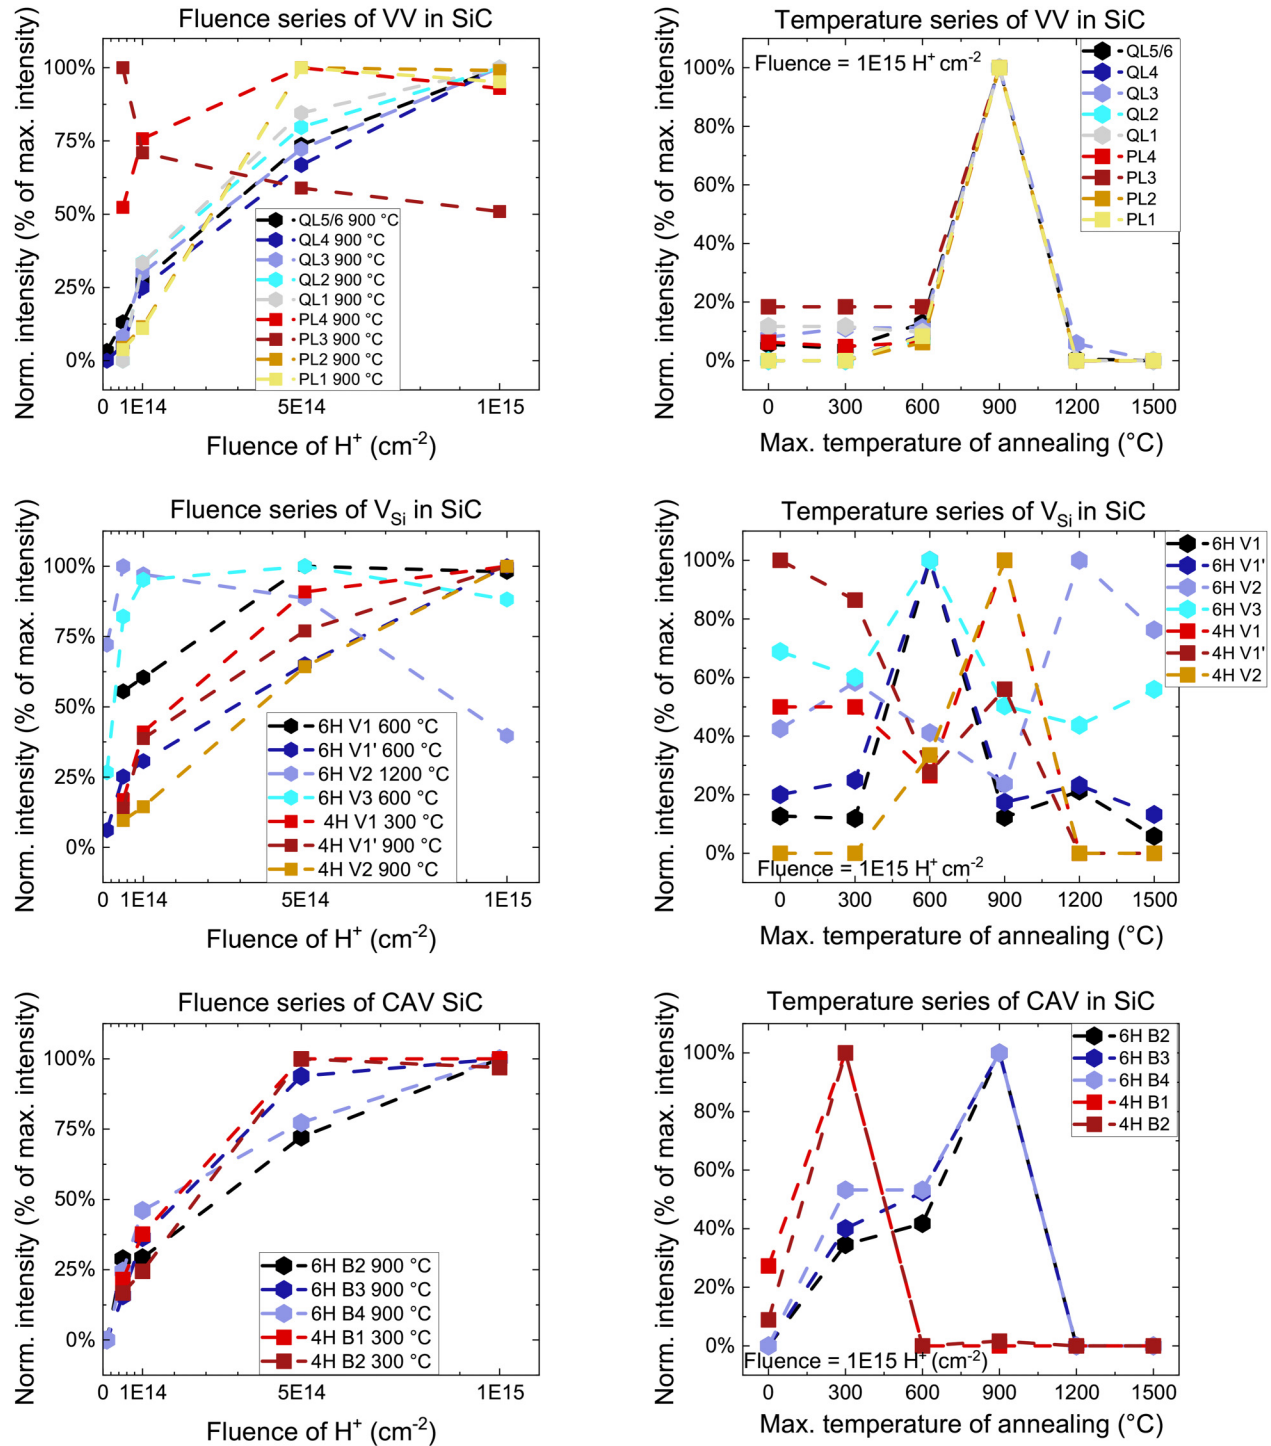 Fluence series of VV in SiC
Norm. intensity (% of max. intensity)
100%
75%
50%
25%
0%
QL5/6 900 °C
QL4 900 °C
QL3 900 °C
QL2 900 °C
QL1 900 °C
PL4 900 °C
PL3 900 °C
PL2 900 °C
PL1 900 °C
0 1E14 5E14 1E15
Fluence of H⁺ (cm⁻²)
Temperature series of VV in SiC
Norm. intensity (% of max. intensity)
Fluence = 1E15 H⁺ cm⁻²
100%
80%
60%
40%
20%
0%
QL5/6
QL4
QL3
QL2
QL1
PL4
PL3
PL2
PL1
0 300 600 900 1200 1500
Max. temperature of annealing (°C)
Fluence series of V_Si in SiC
Norm. intensity (% of max. intensity)
100%
75%
50%
25%
0%
6H V1 600 °C
6H V1' 600 °C
6H V2 1200 °C
6H V3 600 °C
4H V1 300 °C
4H V1' 900 °C
4H V2 900 °C
0 1E14 5E14 1E15
Fluence of H⁺ (cm⁻²)
Temperature series of V_Si in SiC
Norm. intensity (% of max. intensity)
100%
80%
60%
40%
20%
0%
6H V1
6H V1'
6H V2
6H V3
4H V1
4H V1'
4H V2
Fluence = 1E15 H⁺ cm⁻²
0 300 600 900 1200 1500
Max. temperature of annealing (°C)
Fluence series of CAV SiC
Norm. intensity (% of max. intensity)
100%
75%
50%
25%
0%
6H B2 900 °C
6H B3 900 °C
6H B4 900 °C
4H B1 300 °C
4H B2 300 °C
0 1E14 5E14 1E15
Fluence of H⁺ (cm⁻²)
Temperature series of CAV in SiC
Norm. intensity (% of max. intensity)
100%
80%
60%
40%
20%
0%
6H B2
6H B3
6H B4
4H B1
4H B2
Fluence = 1E15 H⁺ (cm⁻²)
0 300 600 900 1200 1500
Max. temperature of annealing (°C)